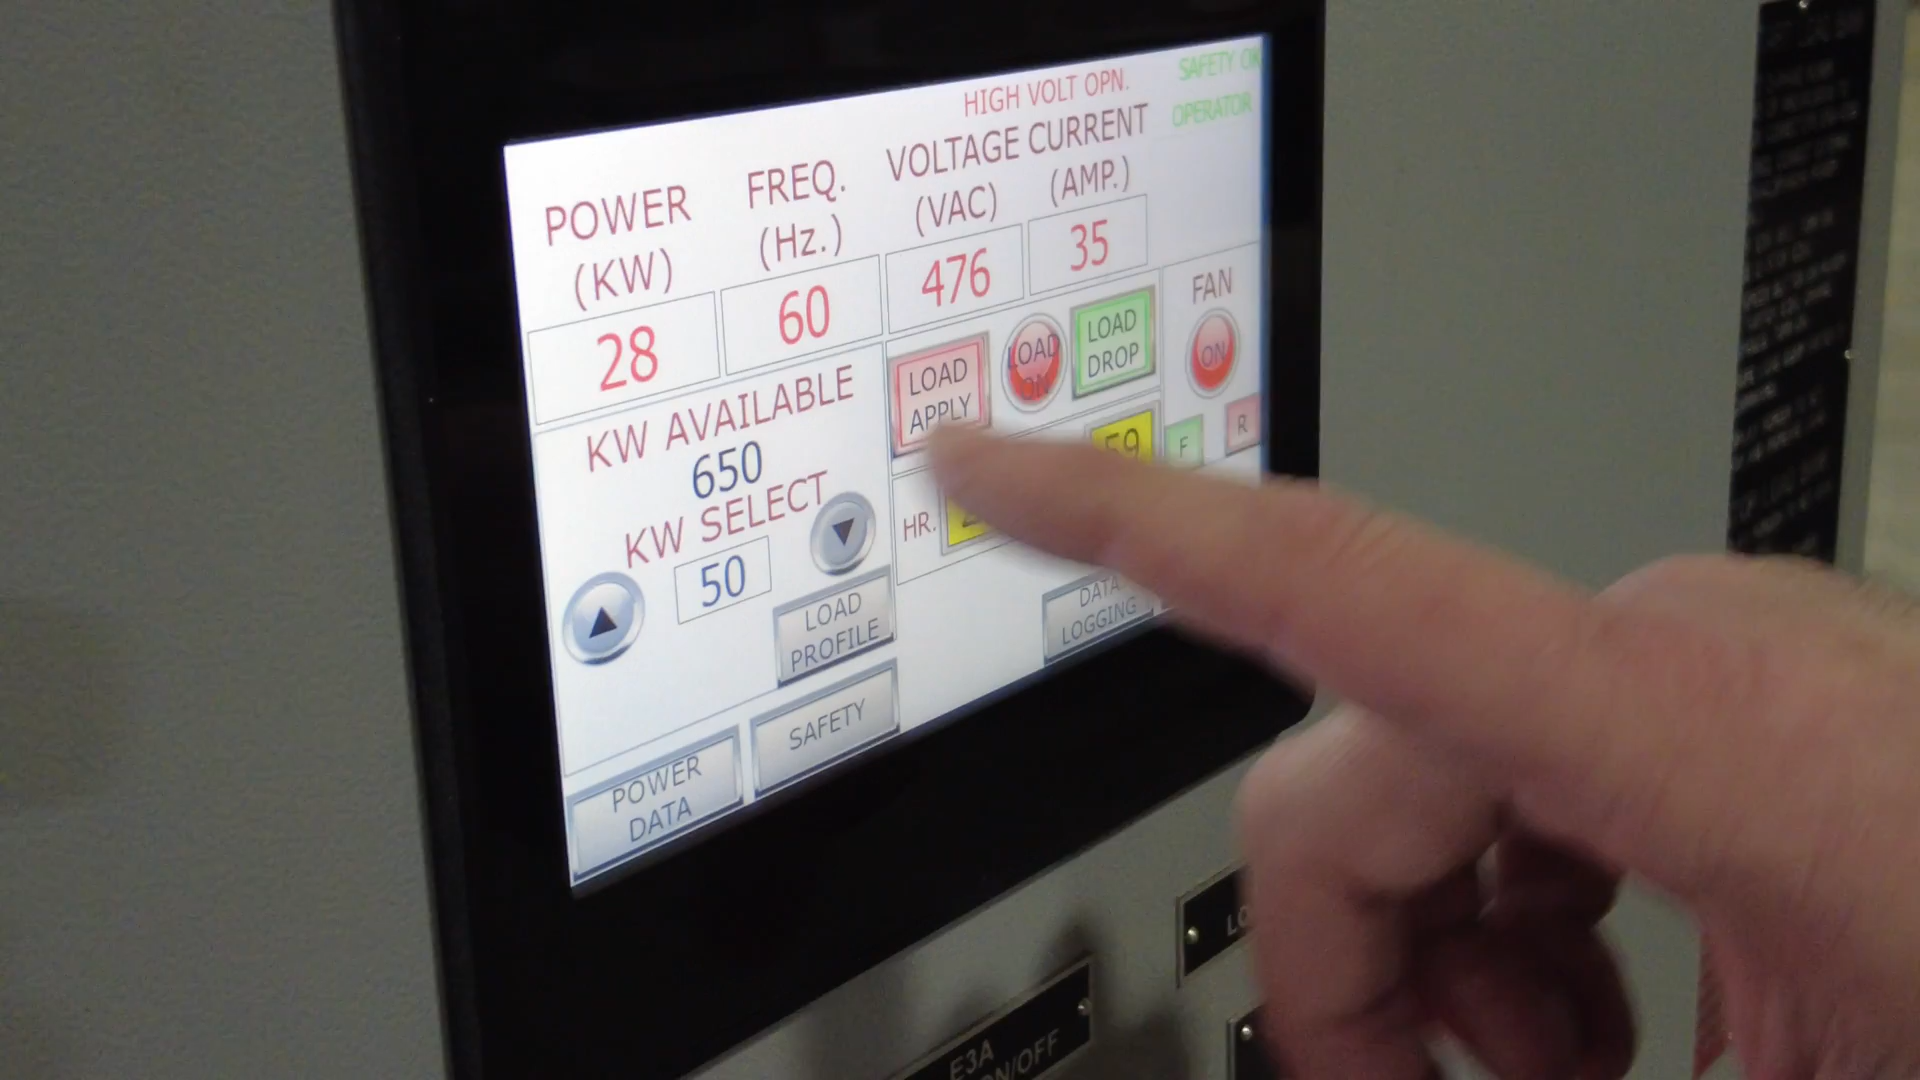 HIGH VOLT OPN.
SAFETY OK
OPERATOR
POWER
(KW)
28
FREQ.
(Hz.)
60
VOLTAGE
(VAC)
476
CURRENT
(AMP.)
35
KW AVAILABLE
650
KW SELECT
50
LOAD
APPLY
LOAD
ON
LOAD
DROP
FAN
ON
F
R
59
HR.
LOAD
PROFILE
DATA
LOGGING
SAFETY
POWER
DATA
E3A
ON/OFF